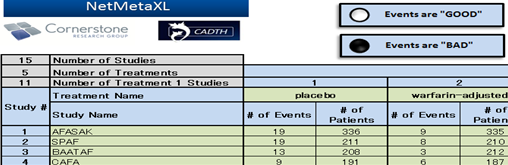 NetMetaXL
Cornerstone
RESEARCH GROUP
CADTH
Events are "GOOD"
Events are "BAD"
15 Number of Studies
5 Number of Treatments
11 Number of Treatment 1 Studies 1 2
Study # Treatment Name placebo warfarin-adjusted
Study Name # of Events # of Patients # of Events # of Patients
1 AFASAK 19 336 9 335
2 SPAF 19 211 8 210
3 BAATAF 13 208 3 212
4 CAFA 9 191 6 187